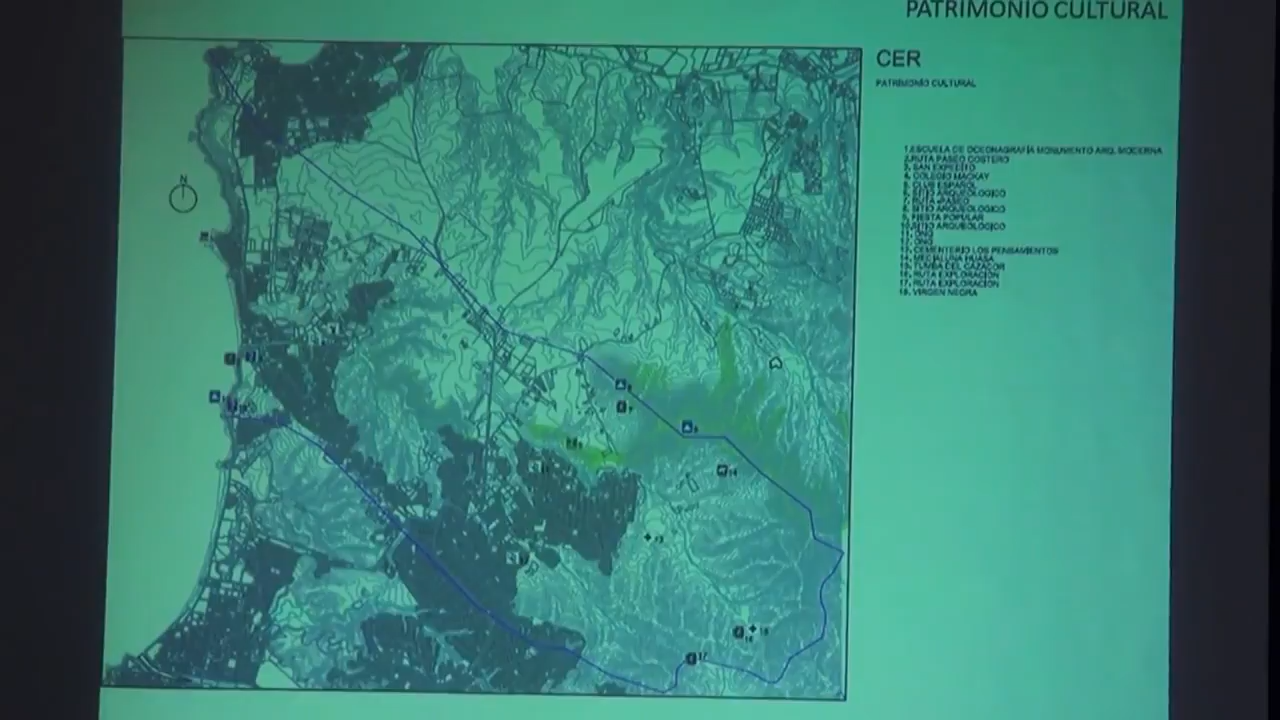 PATRIMONIO CULTURAL
CER
PATRIMONIO CULTURAL
N
1.ESCUELA DE OCEONAGRAFÍA MONUMENTO ARQ. MODERNA
2.RUTA PASEO COSTERO
3. SAN EXPEDITO
4. COLEGIO MACKAY
5. CLUB ESPAÑOL
6. SITIO ARQUEOLOGICO
7. RUTA -PASEO
8. SITIO ARQUEOLOGICO
9. FIESTA POPULAR
10.SITIO ARQUEOLOGICO
11. ONG
12. ONG
13. CEMENTERIO LOS PENSAMIENTOS
14. MEDIALUNA HUASA
15. TUMBA DEL CAZADOR
16. RUTA EXPLORACION
17. RUTA EXPLORACION
18. VIRGEN NEGRA
14
17